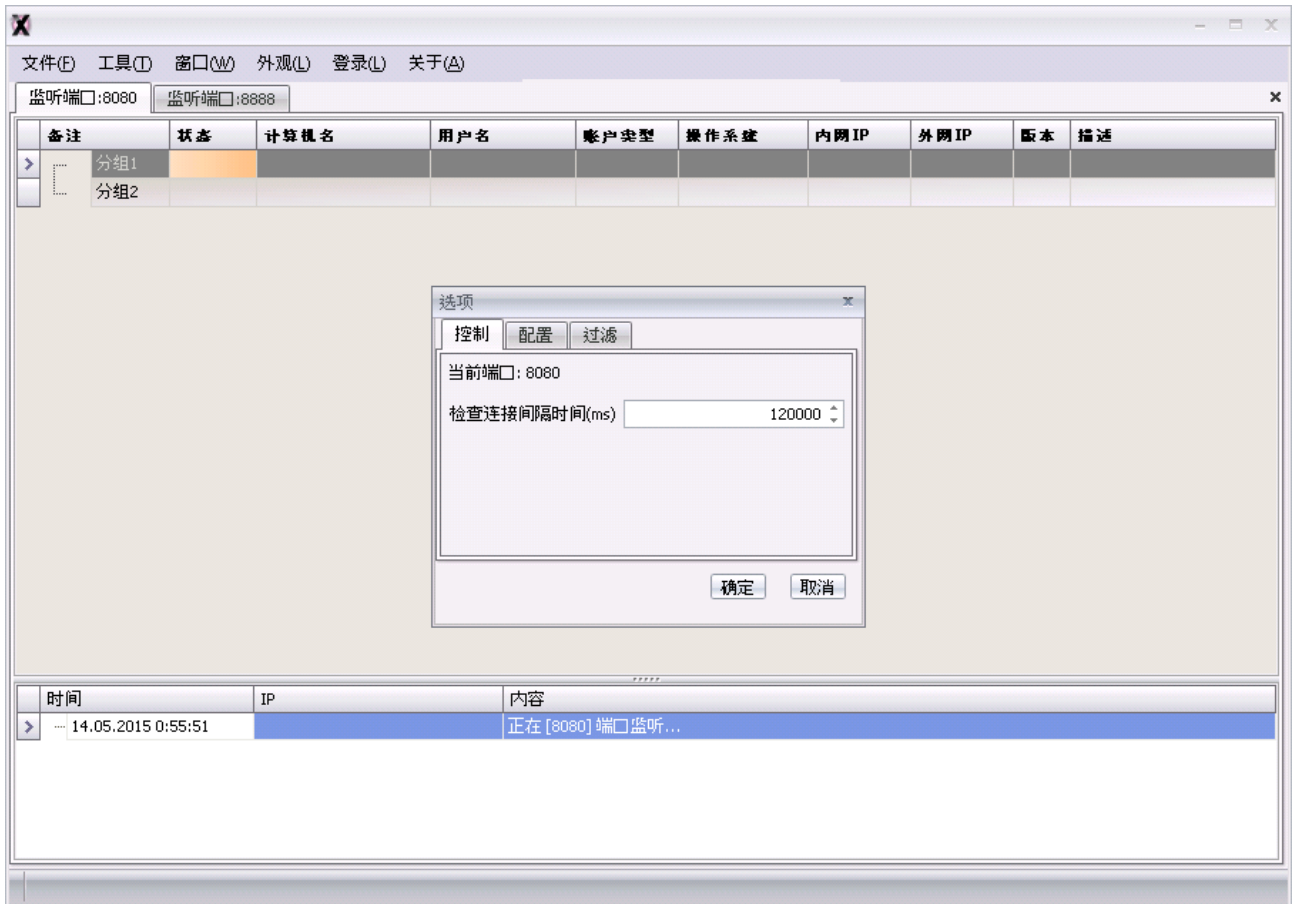 文件(F) 工具(T) 窗口(W) 外观(L) 登录(L) 关于(A)
监听端口:8080 监听端口:8888
备注 状态 计算机名 用户名 账户类型 操作系统 内网IP 外网IP 版本 描述
分组1
分组2
选项
控制 配置 过滤
当前端口: 8080
检查连接间隔时间(ms) 120000
确定 取消
时间 IP 内容
14.05.2015 0:55:51 正在 [8080] 端口监听...